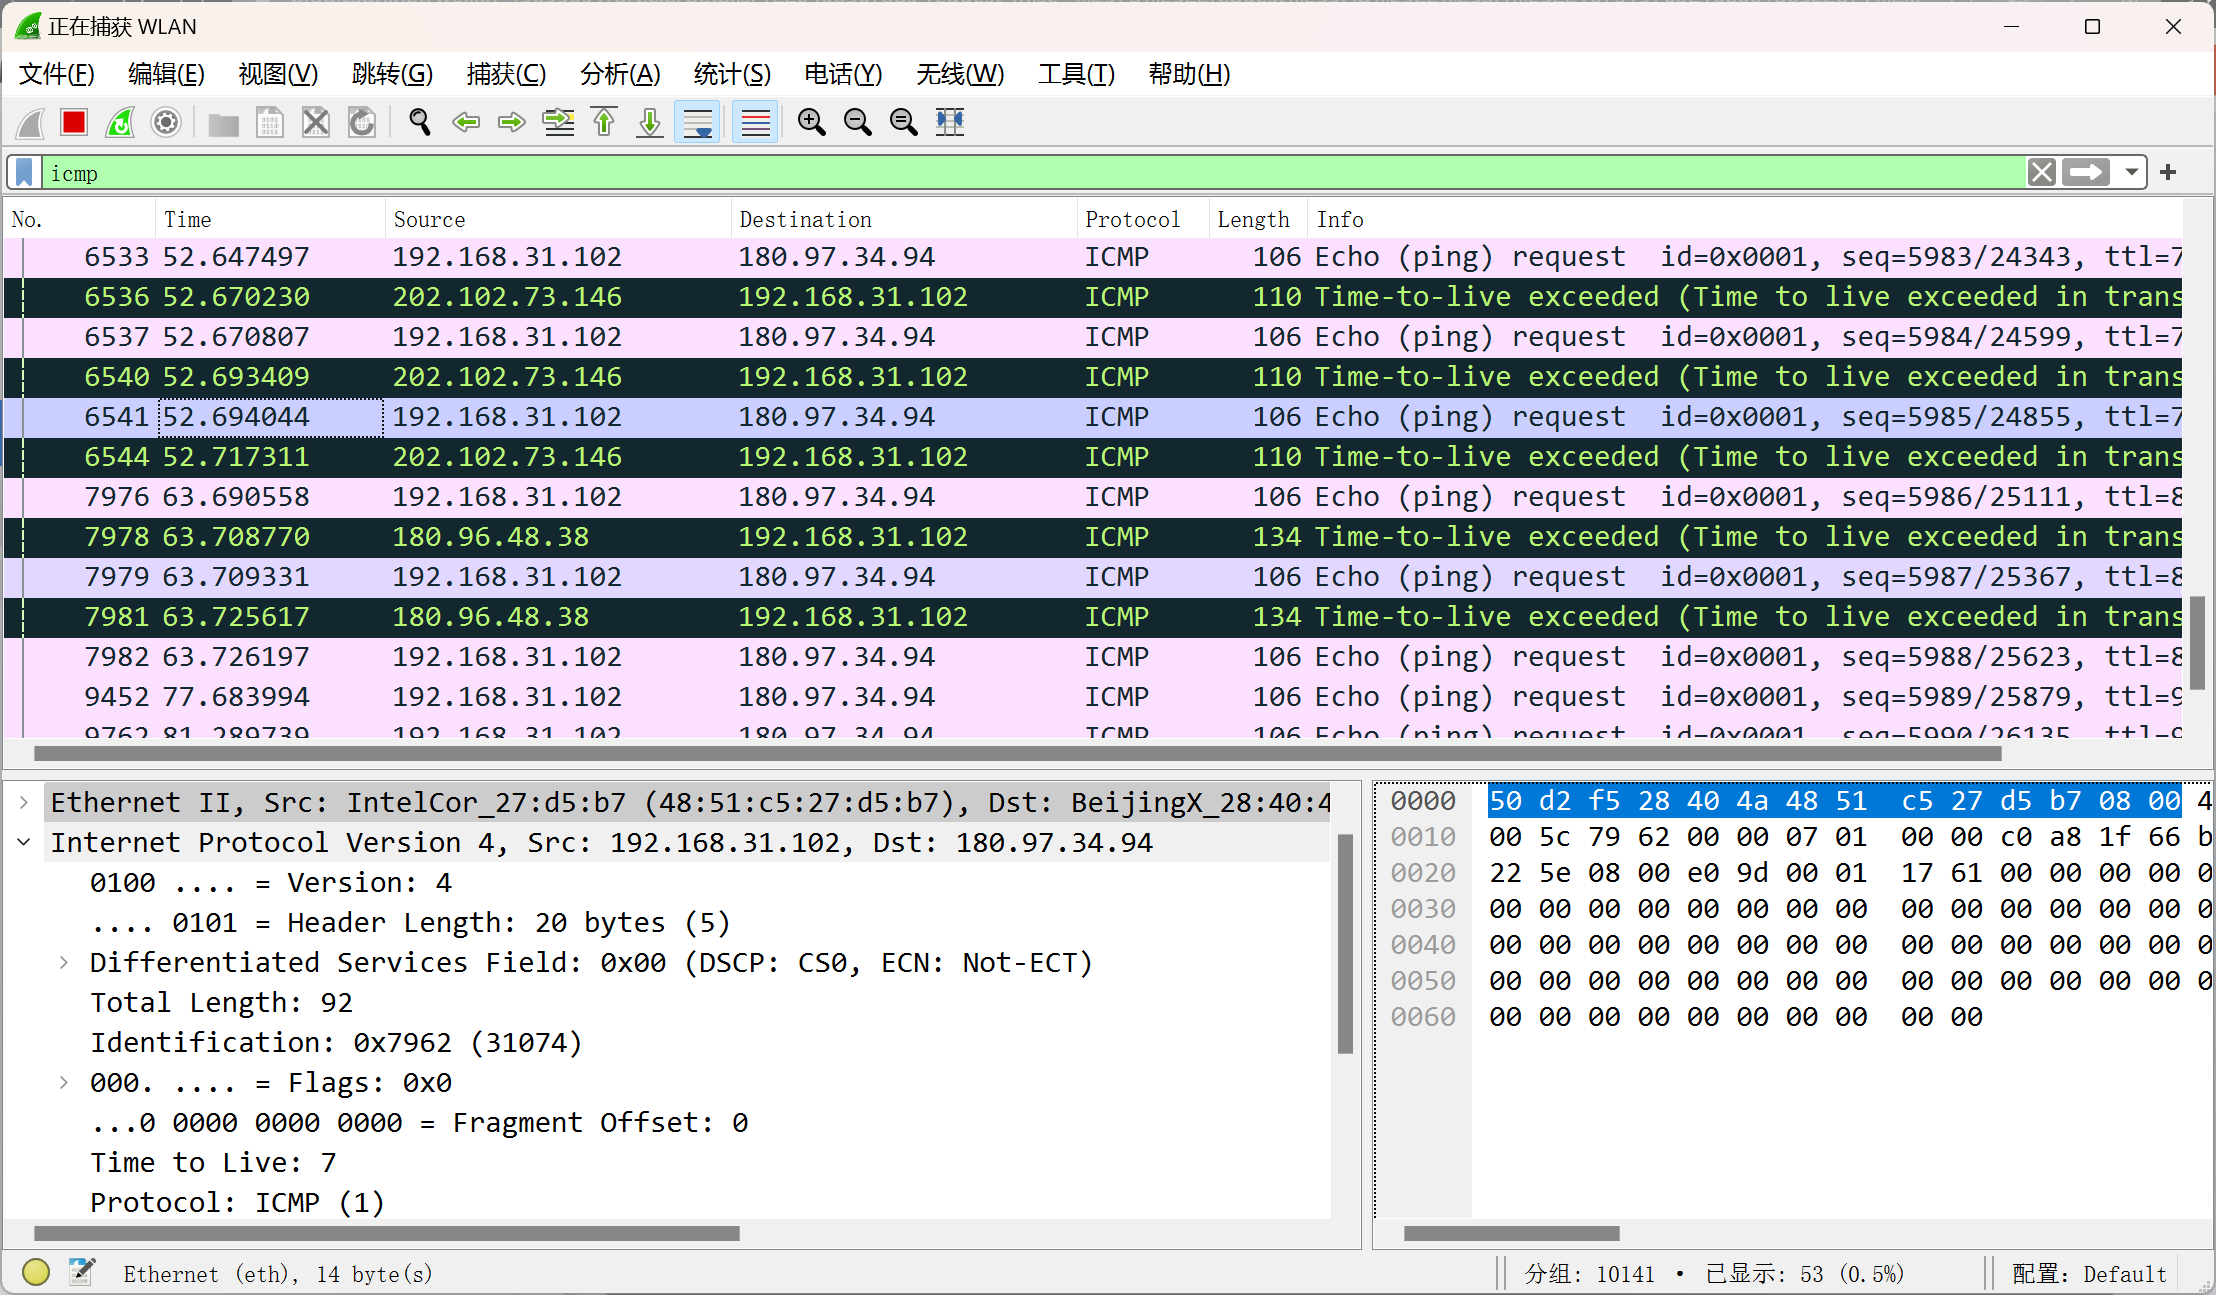 正在捕获 WLAN
文件(F) 编辑(E) 视图(V) 跳转(G) 捕获(C) 分析(A) 统计(S) 电话(Y) 无线(W) 工具(T) 帮助(H)
icmp
No. Time Source Destination Protocol Length Info
6533 52.647497 192.168.31.102 180.97.34.94 ICMP 106 Echo (ping) request id=0x0001, seq=5983/24343, ttl=7
6536 52.670230 202.102.73.146 192.168.31.102 ICMP 110 Time-to-live exceeded (Time to live exceeded in trans
6537 52.670807 192.168.31.102 180.97.34.94 ICMP 106 Echo (ping) request id=0x0001, seq=5984/24599, ttl=7
6540 52.693409 202.102.73.146 192.168.31.102 ICMP 110 Time-to-live exceeded (Time to live exceeded in trans
6541 52.694044 192.168.31.102 180.97.34.94 ICMP 106 Echo (ping) request id=0x0001, seq=5985/24855, ttl=7
6544 52.717311 202.102.73.146 192.168.31.102 ICMP 110 Time-to-live exceeded (Time to live exceeded in trans
7976 63.690558 192.168.31.102 180.97.34.94 ICMP 106 Echo (ping) request id=0x0001, seq=5986/25111, ttl=8
7978 63.708770 180.96.48.38 192.168.31.102 ICMP 134 Time-to-live exceeded (Time to live exceeded in trans
7979 63.709331 192.168.31.102 180.97.34.94 ICMP 106 Echo (ping) request id=0x0001, seq=5987/25367, ttl=8
7981 63.725617 180.96.48.38 192.168.31.102 ICMP 134 Time-to-live exceeded (Time to live exceeded in trans
7982 63.726197 192.168.31.102 180.97.34.94 ICMP 106 Echo (ping) request id=0x0001, seq=5988/25623, ttl=8
9452 77.683994 192.168.31.102 180.97.34.94 ICMP 106 Echo (ping) request id=0x0001, seq=5989/25879, ttl=9
9762 81.289739 192.168.31.102 180.97.34.94 ICMP 106 Echo (ping) request id=0x0001, seq=5990/26135, ttl=9
Ethernet II, Src: IntelCor_27:d5:b7 (48:51:c5:27:d5:b7), Dst: BeijingX_28:40:4
Internet Protocol Version 4, Src: 192.168.31.102, Dst: 180.97.34.94
0100 .... = Version: 4
.... 0101 = Header Length: 20 bytes (5)
Differentiated Services Field: 0x00 (DSCP: CS0, ECN: Not-ECT)
Total Length: 92
Identification: 0x7962 (31074)
000. .... = Flags: 0x0
...0 0000 0000 0000 = Fragment Offset: 0
Time to Live: 7
Protocol: ICMP (1)
0000 50 d2 f5 28 40 4a 48 51 c5 27 d5 b7 08 00 4
0010 00 5c 79 62 00 00 07 01 00 00 c0 a8 1f 66 b
0020 22 5e 08 00 e0 9d 00 01 17 61 00 00 00 00 0
0030 00 00 00 00 00 00 00 00 00 00 00 00 00 00 0
0040 00 00 00 00 00 00 00 00 00 00 00 00 00 00 0
0050 00 00 00 00 00 00 00 00 00 00 00 00 00 00 0
0060 00 00 00 00 00 00 00 00 00 00
Ethernet (eth), 14 byte(s)
分组: 10141 • 已显示: 53 (0.5%)
配置: Default